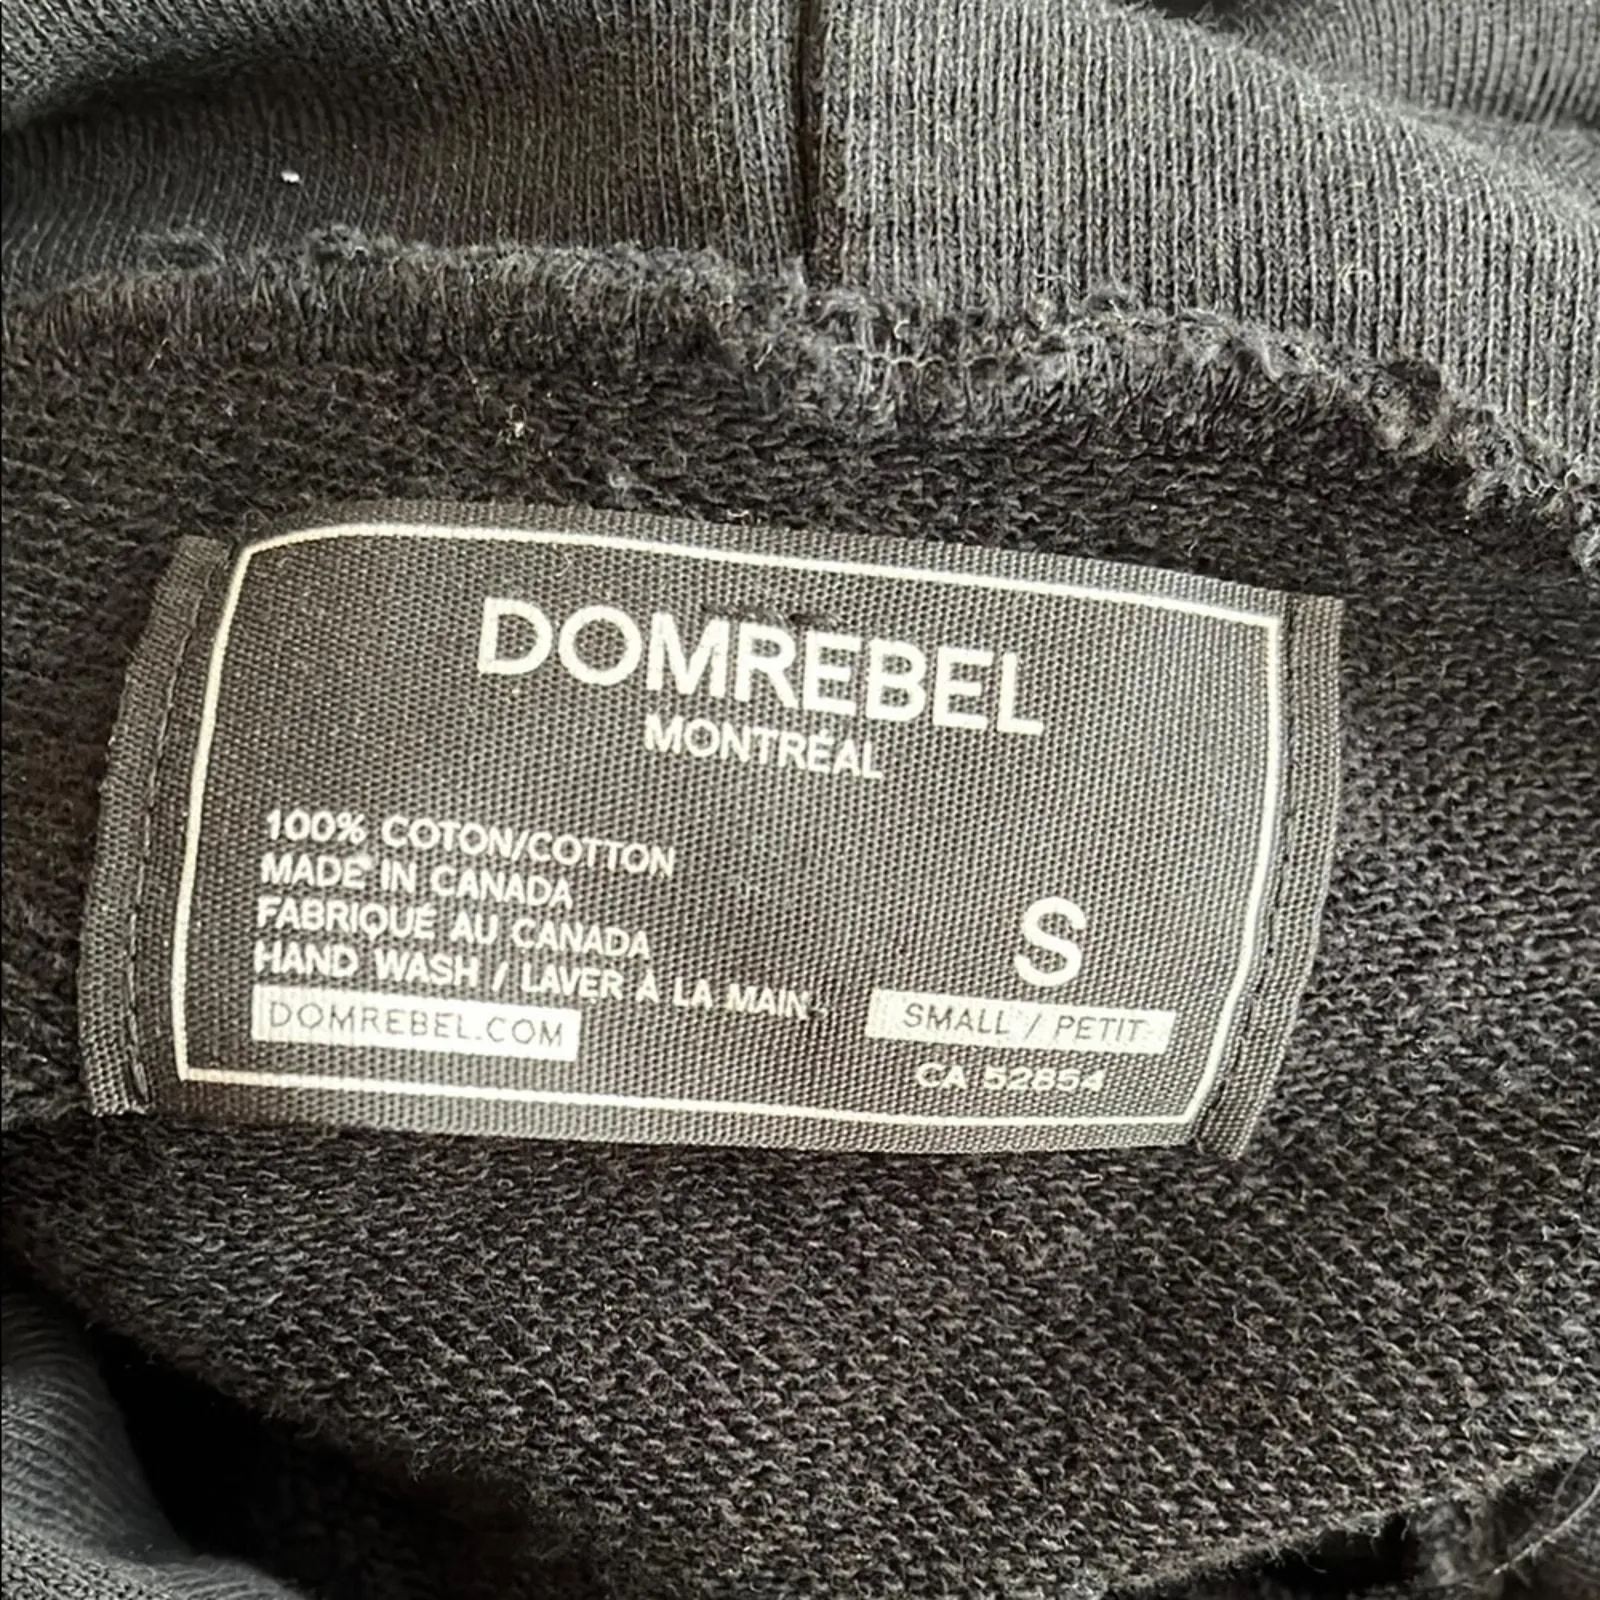 DOMREBEL
MONTRÉAL
100% COTON/COTTON
MADE IN CANADA
FABRIQUÉ AU CANADA
HAND WASH / LAVER À LA MAIN
DOMREBEL.COM
S
SMALL / PETIT
CA 52854